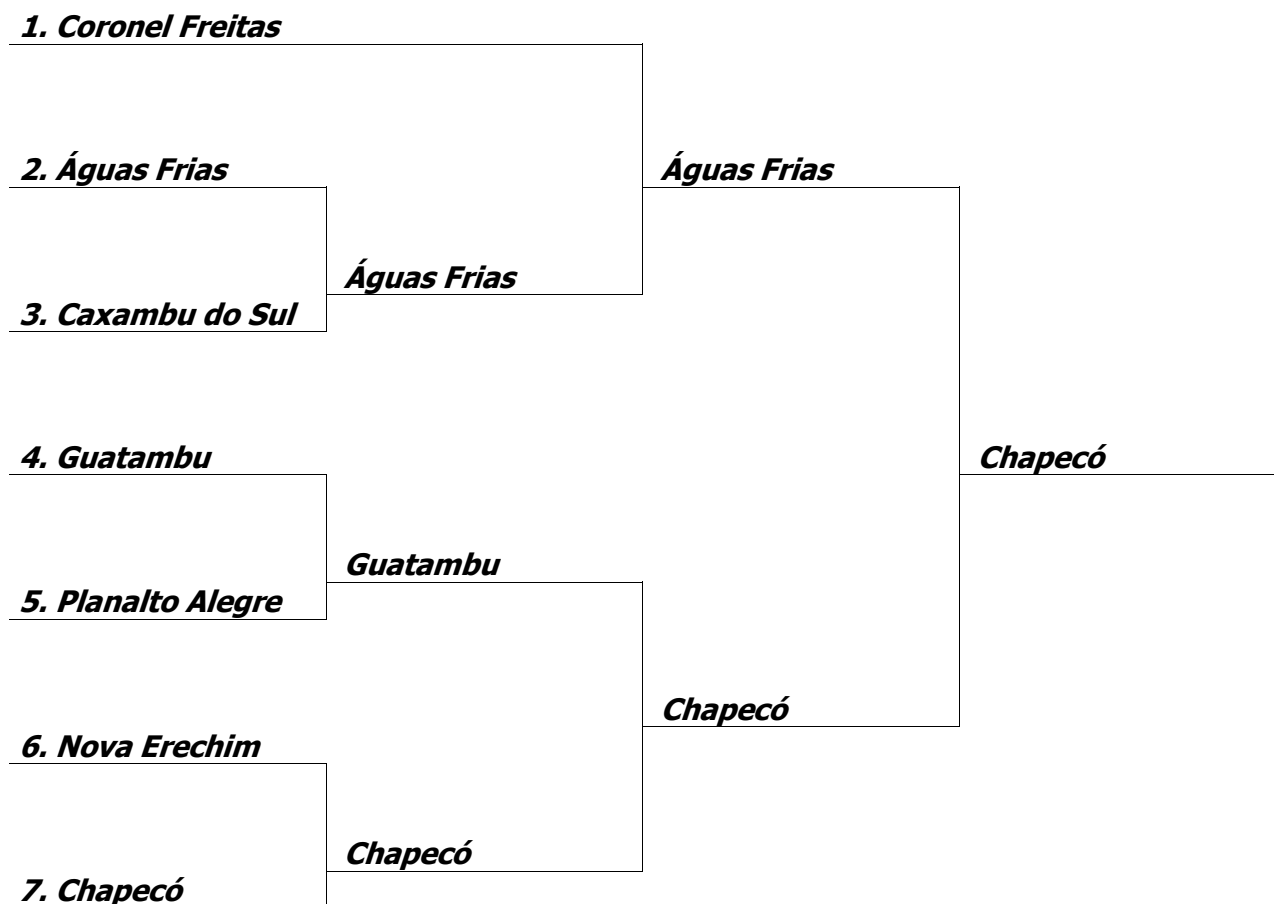 1. Coronel Freitas
2. Águas Frias
Águas Frias
Águas Frias
3. Caxambu do Sul
4. Guatambu
Chapecó
Guatambu
5. Planalto Alegre
Chapecó
6. Nova Erechim
Chapecó
7. Chapecó